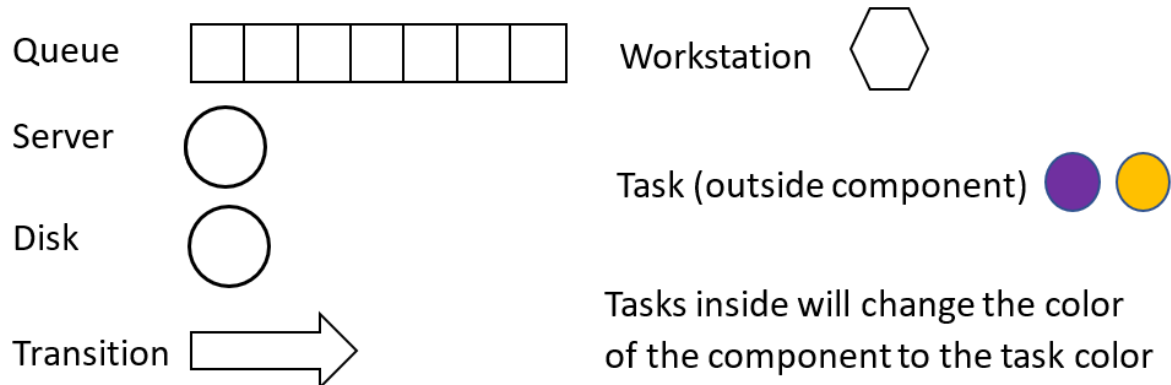 Queue
Workstation
Server
Task (outside component)
Disk
Tasks inside will change the color
of the component to the task color
Transition